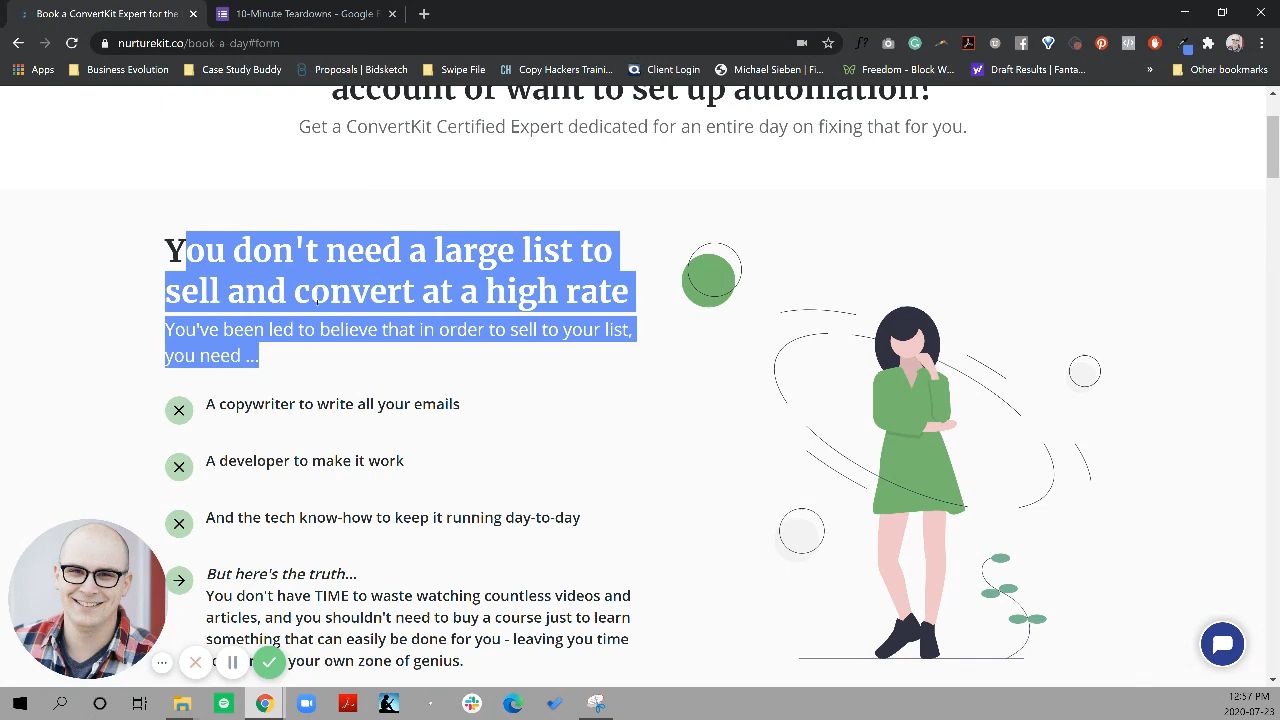 Book a ConvertKit Expert for the
10-Minute Teardowns - Google F
nurturekit.co/book-a-day#form
f?
Apps
Business Evolution
Case Study Buddy
Proposals | Bidsketch
Swipe File
CH Copy Hackers Traini...
Client Login
Michael Sieben | Fi...
Freedom - Block W...
Draft Results | Fanta...
»
Other bookmarks
account or want to set up automation?
Get a ConvertKit Certified Expert dedicated for an entire day on fixing that for you.
You don't need a large list to
sell and convert at a high rate
You've been led to believe that in order to sell to your list,
you need ...
A copywriter to write all your emails
A developer to make it work
And the tech know-how to keep it running day-to-day
But here's the truth...
You don't have TIME to waste watching countless videos and
articles, and you shouldn't need to buy a course just to learn
something that can easily be done for you - leaving you time
your own zone of genius.
12:57 PM
2020-07-23